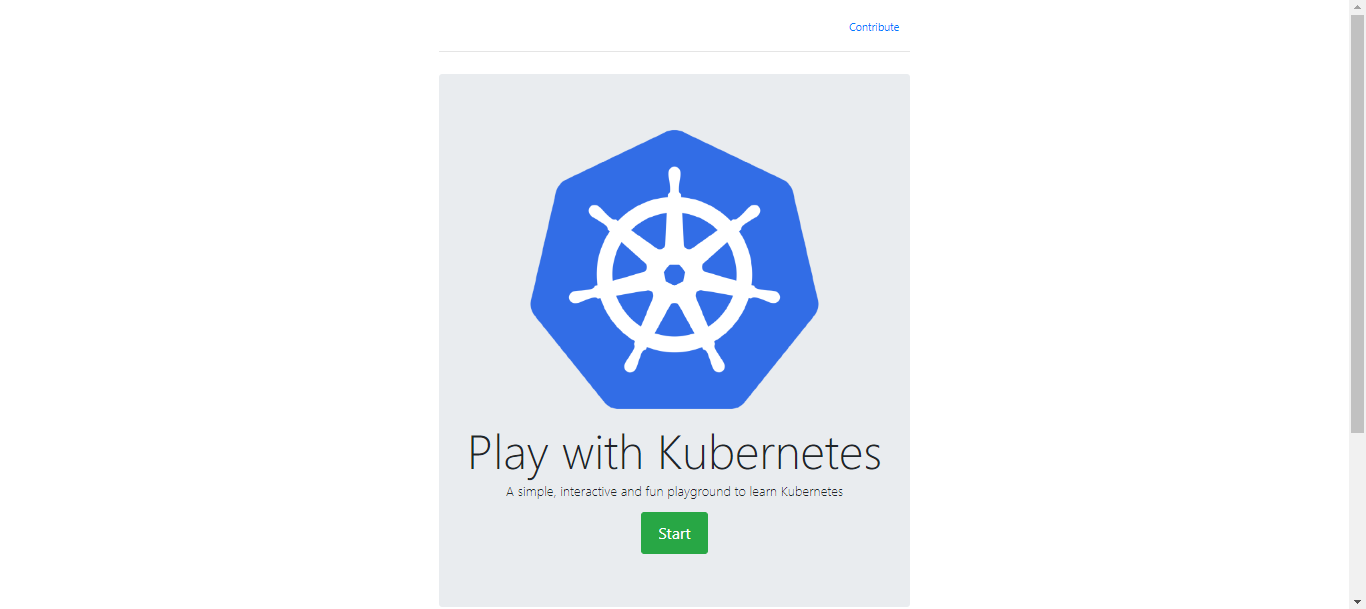 Contribute
Play with Kubernetes
A simple, interactive and fun playground to learn Kubernetes
Start